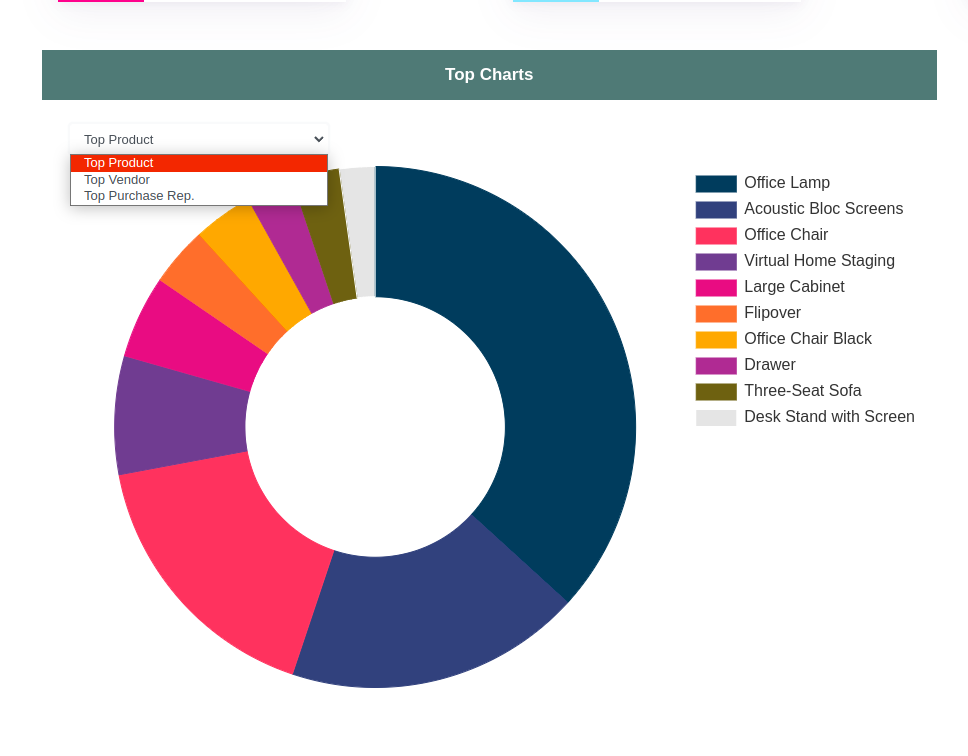 Top Charts
Top Product
Top Product
Top Vendor
Top Purchase Rep.
Office Lamp
Acoustic Bloc Screens
Office Chair
Virtual Home Staging
Large Cabinet
Flipover
Office Chair Black
Drawer
Three-Seat Sofa
Desk Stand with Screen